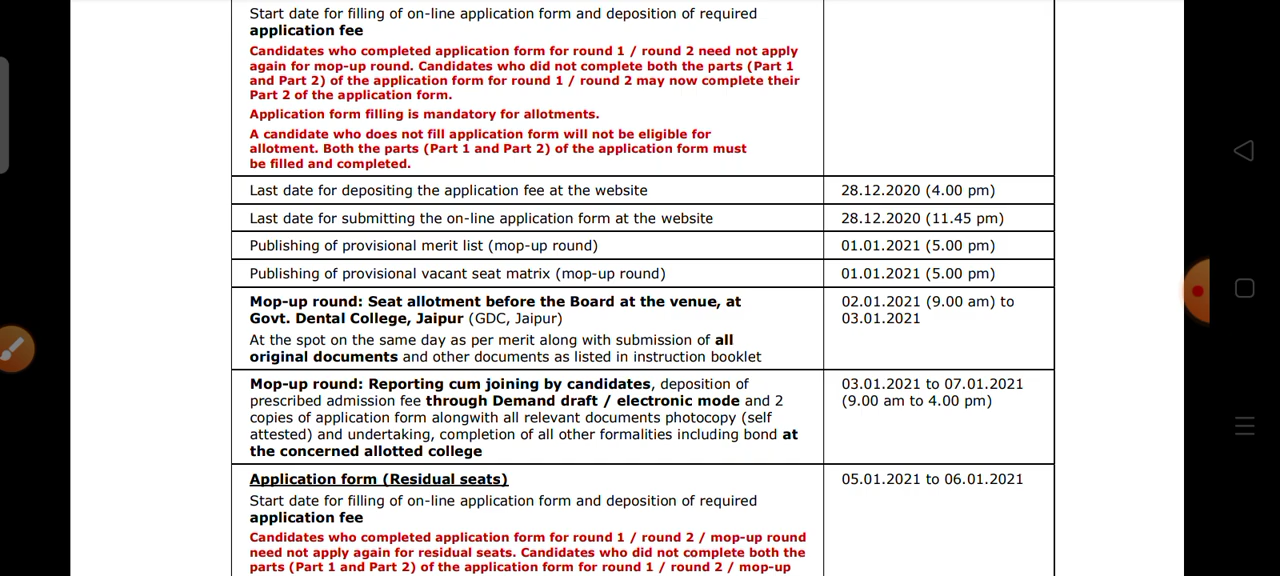 Start date for filling of on-line application form and deposition of required
application fee
Candidates who completed application form for round 1 / round 2 need not apply
again for mop-up round. Candidates who did not complete both the parts (Part 1
and Part 2) of the application form for round 1 / round 2 may now complete their
Part 2 of the application form.
Application form filling is mandatory for allotments.
A candidate who does not fill application form will not be eligible for
allotment. Both the parts (Part 1 and Part 2) of the application form must
be filled and completed.
Last date for depositing the application fee at the website 28.12.2020 (4.00 pm)
Last date for submitting the on-line application form at the website 28.12.2020 (11.45 pm)
Publishing of provisional merit list (mop-up round) 01.01.2021 (5.00 pm)
Publishing of provisional vacant seat matrix (mop-up round) 01.01.2021 (5.00 pm)
Mop-up round: Seat allotment before the Board at the venue, at 02.01.2021 (9.00 am) to
Govt. Dental College, Jaipur (GDC, Jaipur) 03.01.2021
At the spot on the same day as per merit along with submission of all
original documents and other documents as listed in instruction booklet
Mop-up round: Reporting cum joining by candidates, deposition of 03.01.2021 to 07.01.2021
prescribed admission fee through Demand draft / electronic mode and 2 (9.00 am to 4.00 pm)
copies of application form alongwith all relevant documents photocopy (self
attested) and undertaking, completion of all other formalities including bond at
the concerned allotted college
Application form (Residual seats) 05.01.2021 to 06.01.2021
Start date for filling of on-line application form and deposition of required
application fee
Candidates who completed application form for round 1 / round 2 / mop-up round
need not apply again for residual seats. Candidates who did not complete both the
parts (Part 1 and Part 2) of the application form for round 1 / round 2 / mop-up